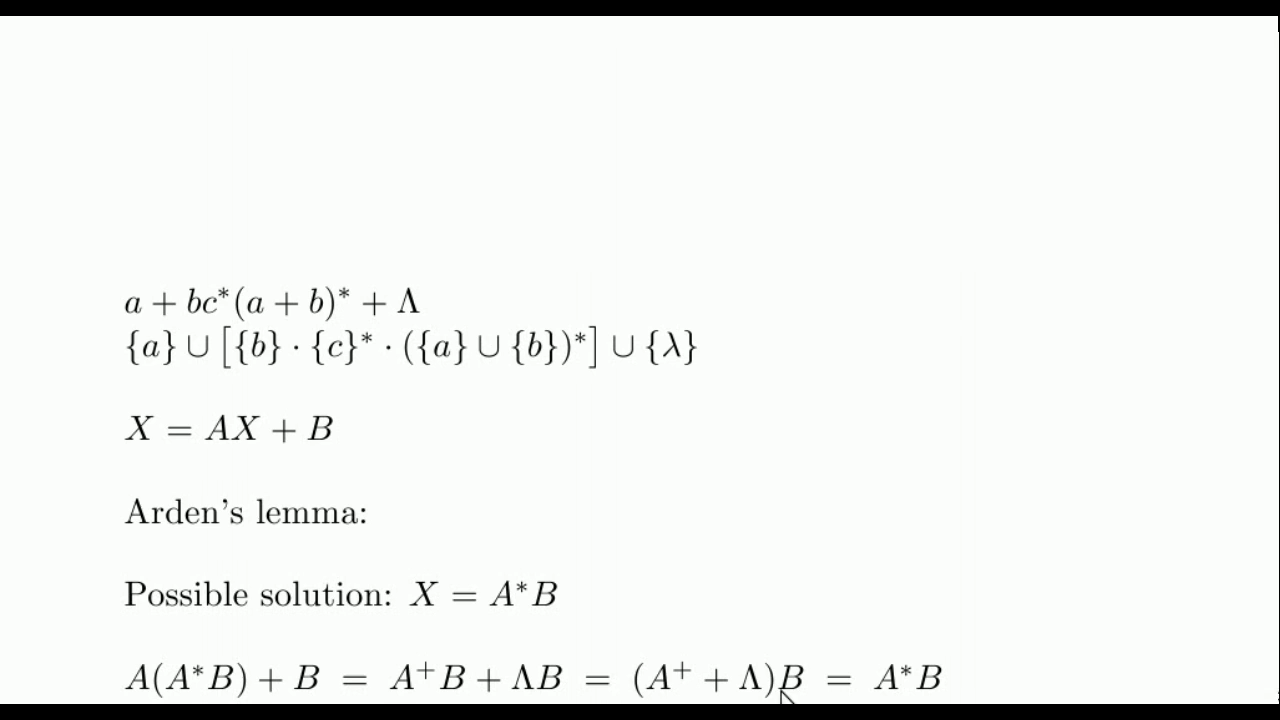 a + bc*(a + b)* + Λ
{a} ∪ [{b} · {c}* · ({a} ∪ {b})*] ∪ {λ}
X = AX + B
Arden's lemma:
Possible solution: X = A*B
A(A*B) + B = A⁺B + ΛB = (A⁺ + Λ)B = A*B